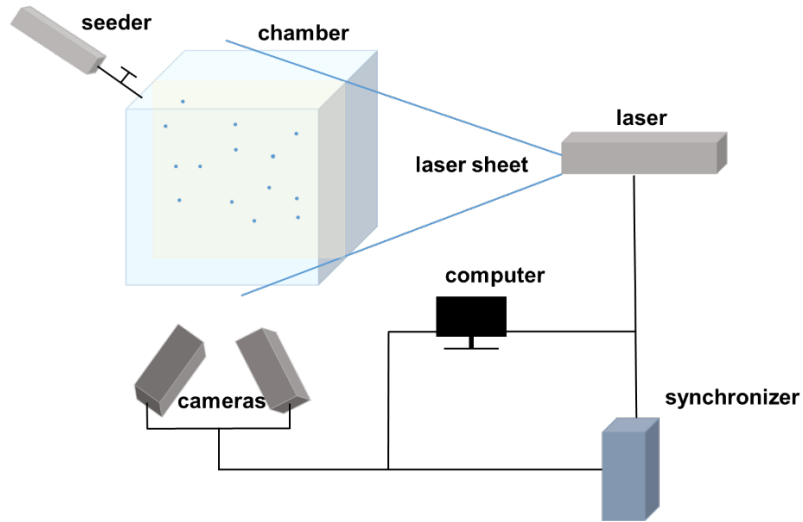 seeder
chamber
laser
laser sheet
computer
cameras
synchronizer